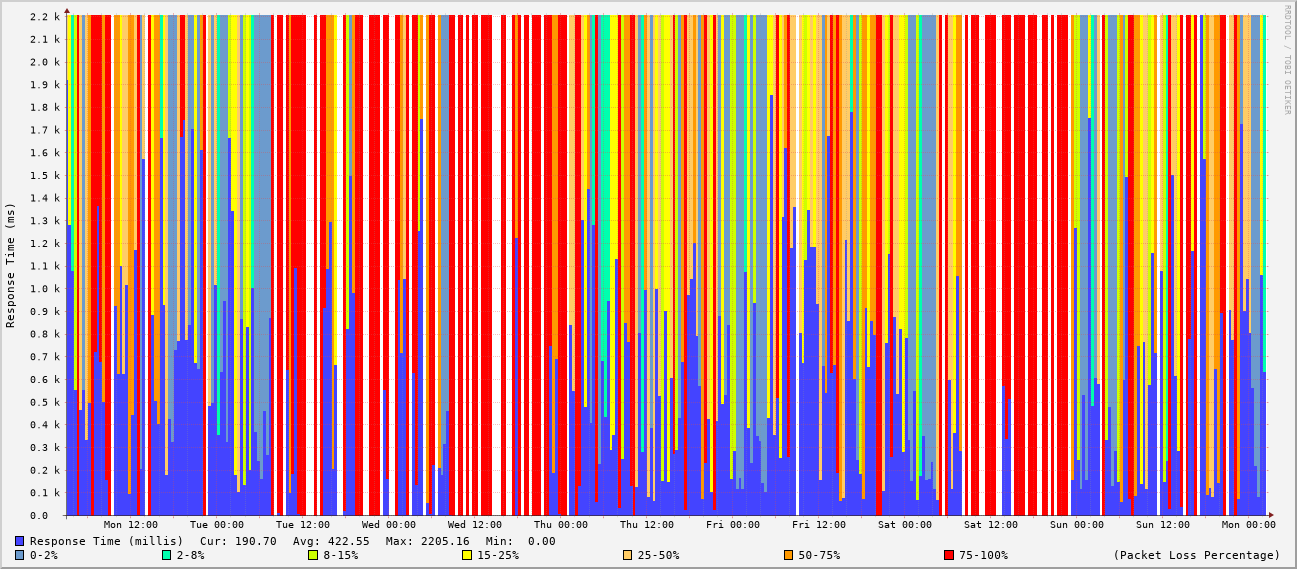 2.2 k
2.1 k
2.0 k
1.9 k
1.8 k
1.7 k
1.6 k
1.5 k
1.4 k
1.3 k
1.2 k
1.1 k
1.0 k
0.9 k
0.8 k
0.7 k
0.6 k
0.5 k
0.4 k
0.3 k
0.2 k
0.1 k
0.0
Response Time (ms)
RRDTOOL / TOBI OETIKER
Mon 12:00 Tue 00:00 Tue 12:00 Wed 00:00 Wed 12:00 Thu 00:00 Thu 12:00 Fri 00:00 Fri 12:00 Sat 00:00 Sat 12:00 Sun 00:00 Sun 12:00 Mon 00:00
Response Time (millis) Cur: 190.70 Avg: 422.55 Max: 2205.16 Min: 0.00
0-2% 2-8% 8-15% 15-25% 25-50% 50-75% 75-100% (Packet Loss Percentage)